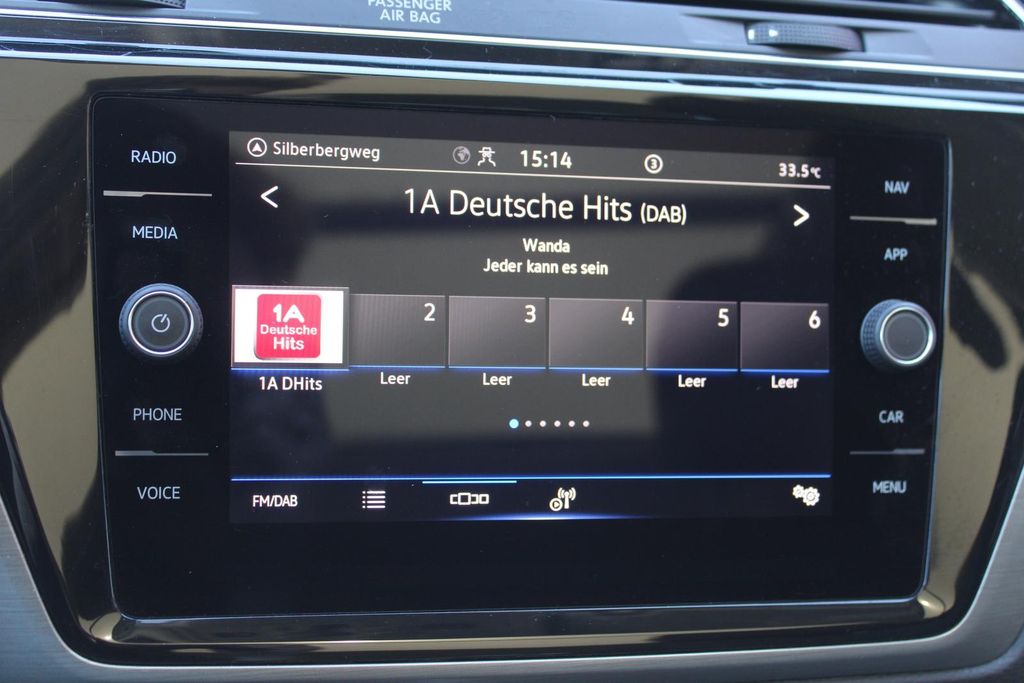 PASSENGER
AIR BAG
RADIO
MEDIA
PHONE
VOICE
Silberbergweg
15:14
3
33.5°C
1A Deutsche Hits (DAB)
Wanda
Jeder kann es sein
1A
Deutsche
Hits
2
3
4
5
6
1A DHits
Leer
Leer
Leer
Leer
Leer
FM/DAB
NAV
APP
CAR
MENU